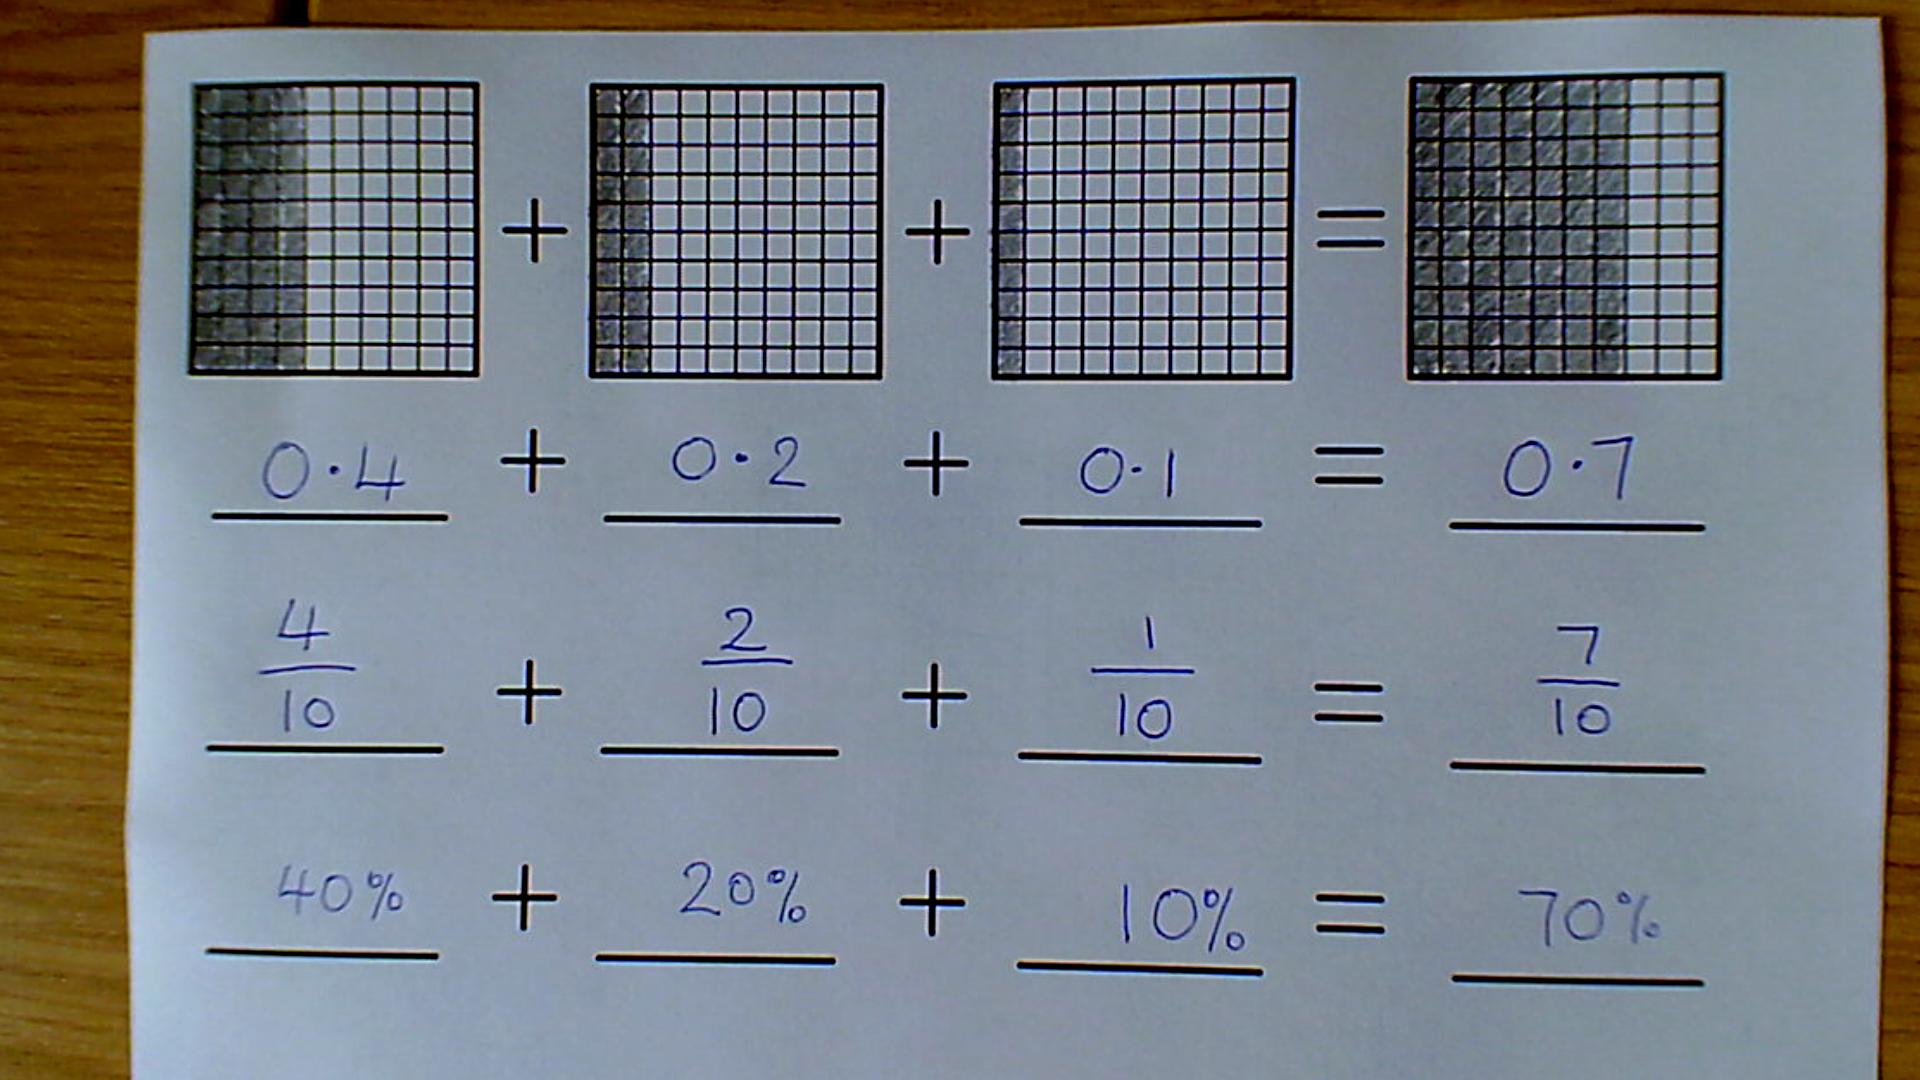 + + =
0·4 + 0·2 + 0·1 = 0·7
4/10 + 2/10 + 1/10 = 7/10
40% + 20% + 10% = 70%